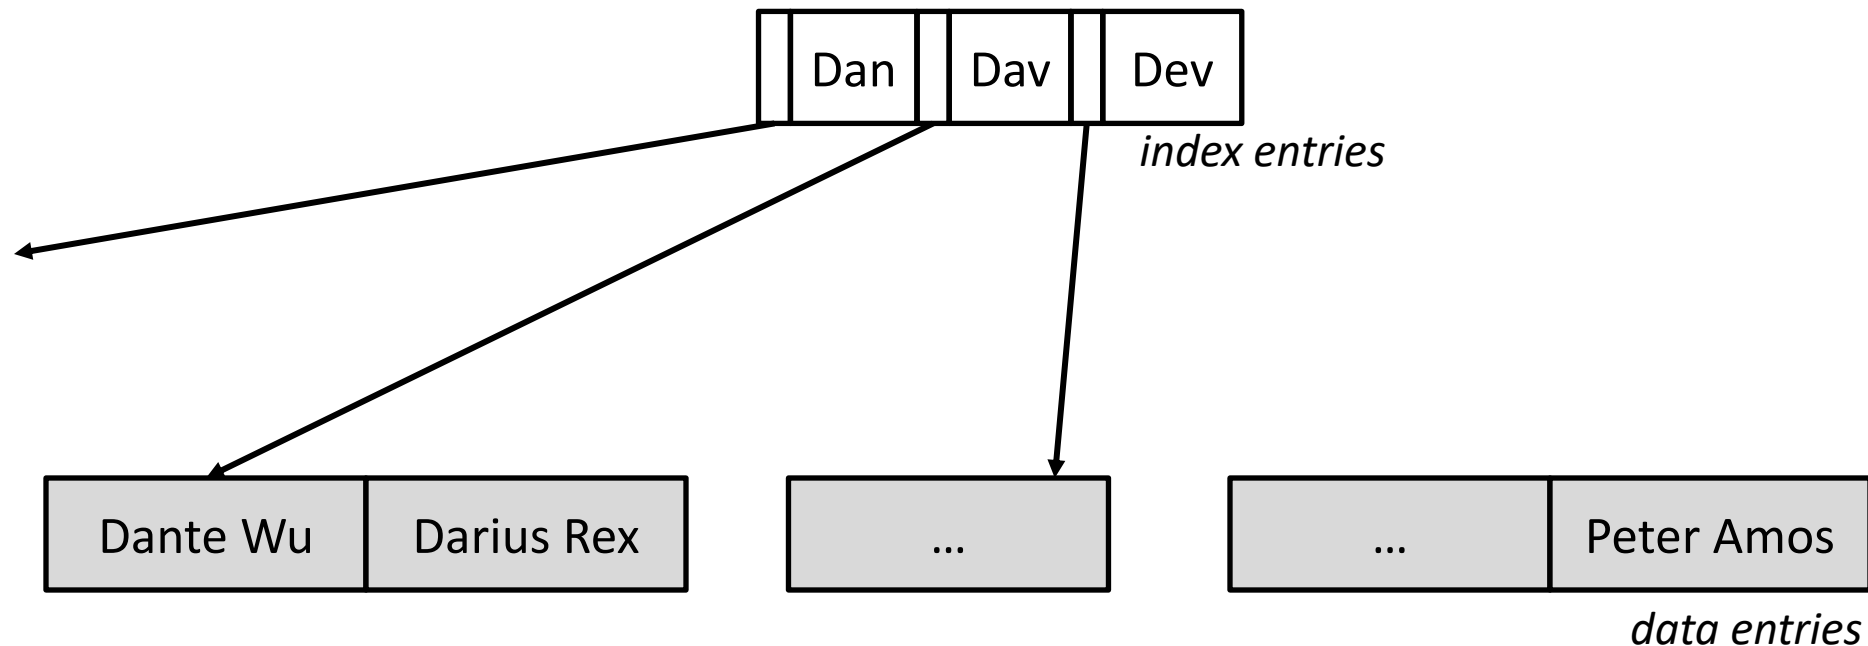 Dan Dav Dev
index entries
Dante Wu Darius Rex ... ... Peter Amos
data entries